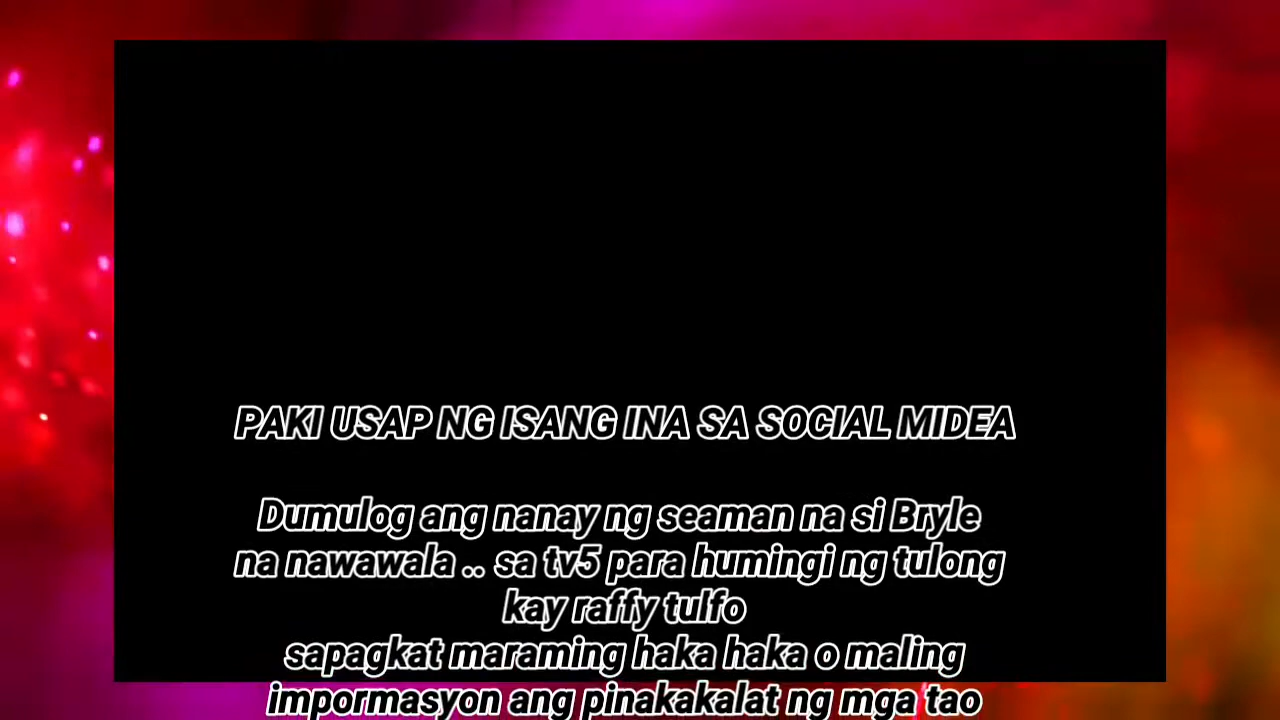 PAKI USAP NG ISANG INA SA SOCIAL MIDEA
Dumulog ang nanay ng seaman na si Bryle
na nawawala .. sa tv5 para humingi ng tulong
kay raffy tulfo
sapagkat maraming haka haka o maling
impormasyon ang pinakakalat ng mga tao